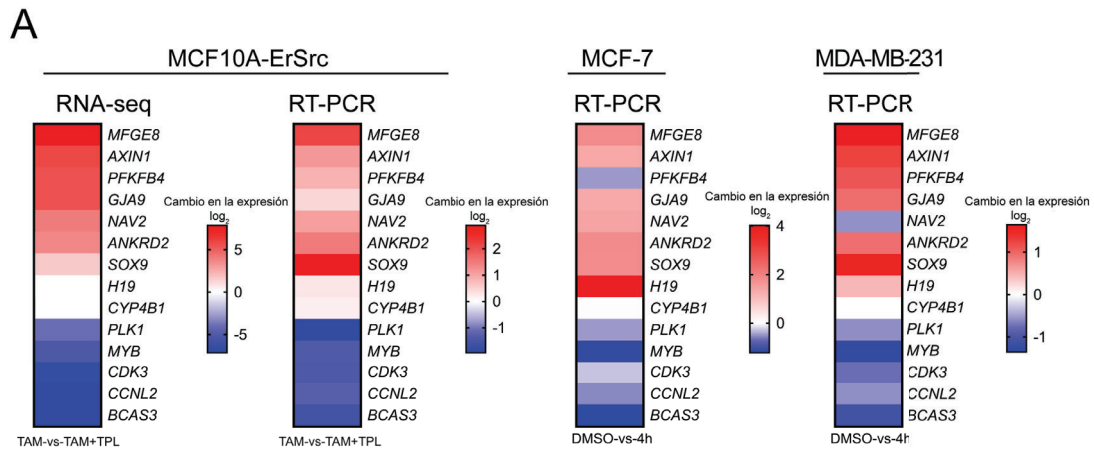 A
MCF10A-ErSrc
RNA-seq
MFGE8
AXIN1
PFKFB4
GJA9
NAV2
ANKRD2
SOX9
H19
CYP4B1
PLK1
MYB
CDK3
CCNL2
BCAS3
TAM-vs-TAM+TPL
Cambio en la expresión
log2
5
0
-5
RT-PCR
MFGE8
AXIN1
PFKFB4
GJA9
NAV2
ANKRD2
SOX9
H19
CYP4B1
PLK1
MYB
CDK3
CCNL2
BCAS3
TAM-vs-TAM+TPL
Cambio en la expresión
log2
2
1
0
-1
MCF-7
RT-PCR
MFGE8
AXIN1
PFKFB4
GJA9
NAV2
ANKRD2
SOX9
H19
CYP4B1
PLK1
MYB
CDK3
CCNL2
BCAS3
DMSO-vs-4h
Cambio en la expresión
log2
4
2
0
MDA-MB-231
RT-PCR
MFGE8
AXIN1
PFKFB4
GJA9
NAV2
ANKRD2
SOX9
H19
CYP4B1
PLK1
MYB
CDK3
CCNL2
BCAS3
DMSO-vs-4h
Cambio en la expresión
log2
1
0
-1